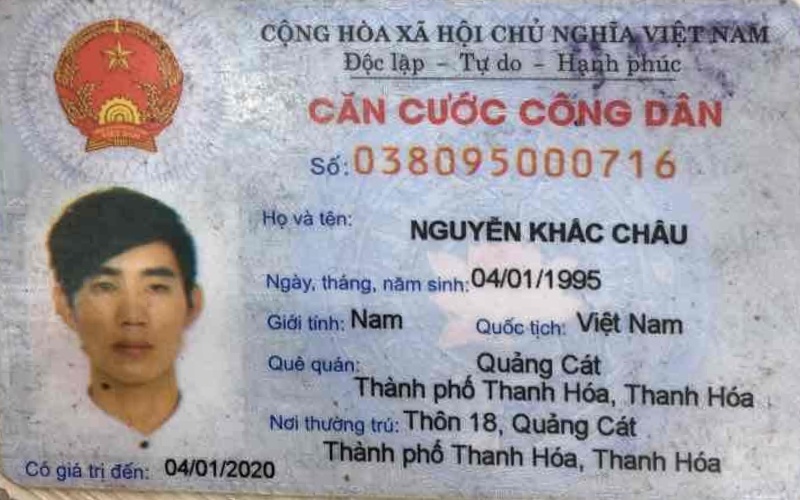 CỘNG HÒA XÃ HỘI CHỦ NGHĨA VIỆT NAM
Độc lập - Tự do - Hạnh phúc
CĂN CƯỚC CÔNG DÂN
Số: 038095000716
Họ và tên: NGUYỄN KHẮC CHÂU
Ngày, tháng, năm sinh: 04/01/1995
Giới tính: Nam Quốc tịch: Việt Nam
Quê quán: Quảng Cát
Thành phố Thanh Hóa, Thanh Hóa
Nơi thường trú: Thôn 18, Quảng Cát
Thành phố Thanh Hóa, Thanh Hóa
Có giá trị đến: 04/01/2020